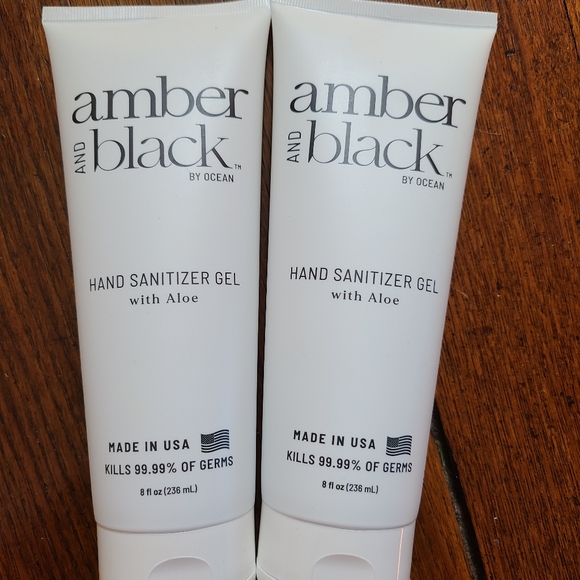 amber
AND black™
BY OCEAN
HAND SANITIZER GEL
with Aloe
MADE IN USA
KILLS 99.99% OF GERMS
8 fl oz (236 mL)
amber
AND black™
BY OCEAN
HAND SANITIZER GEL
with Aloe
MADE IN USA
KILLS 99.99% OF GERMS
8 fl oz (236 mL)